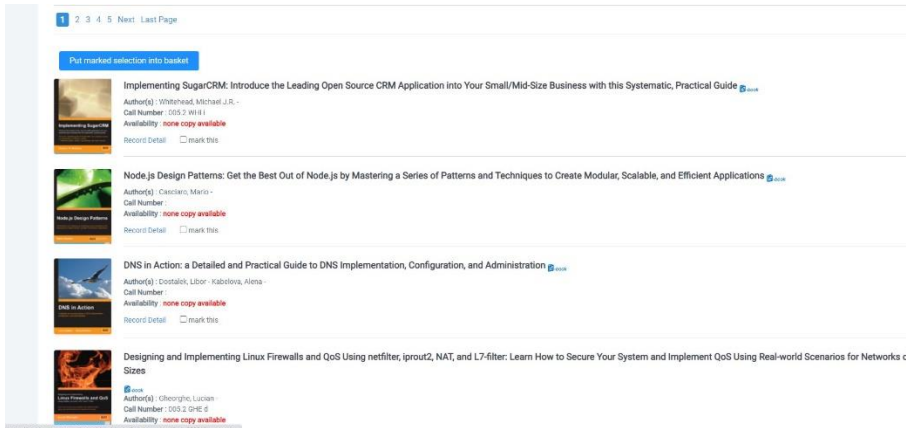 1 2 3 4 5 Next Last Page
Put marked selection into basket
Implementing SugarCRM: Introduce the Leading Open Source CRM Application into Your Small/Mid-Size Business with this Systematic, Practical Guide
Author(s) : Whitehead, Michael J.R. -
Call Number : 005.2 WHI i
Availability : none copy available
Record Detail mark this
Implementing SugarCRM
Node.js Design Patterns: Get the Best Out of Node.js by Mastering a Series of Patterns and Techniques to Create Modular, Scalable, and Efficient Applications
Author(s) : Casciaro, Mario -
Call Number :
Availability : none copy available
Record Detail mark this
Node.js Design Patterns
DNS in Action: a Detailed and Practical Guide to DNS Implementation, Configuration, and Administration
Author(s) : Dostalek, Libor - Kabelova, Alena -
Call Number :
Availability : none copy available
Record Detail mark this
DNS in Action
Designing and Implementing Linux Firewalls and QoS Using netfilter, iprout2, NAT, and L7-filter: Learn How to Secure Your System and Implement QoS Using Real-world Scenarios for Networks
Sizes
Author(s) : Gheorghe, Lucian -
Call Number : 005.2 GHE d
Availability : none copy available
Linux Firewalls and QoS